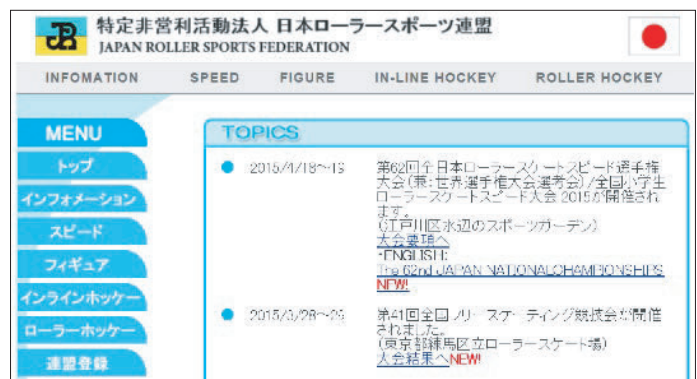 特定非営利活動法人 日本ローラースポーツ連盟
JAPAN ROLLER SPORTS FEDERATION
INFOMATION SPEED FIGURE IN-LINE HOCKEY ROLLER HOCKEY
MENU
トップ
インフォメーション
スピード
フィギュア
インラインホッケー
ローラーホッケー
連盟登録
TOPICS
2015/4/18~19
第62回全日本ローラースケートスピード選手権
大会(兼:世界選手権大会選考会)/全国小学生
ローラースケートスピード大会2015が開催され
ます。
(江戸川区水辺のスポーツガーデン)
大会要項へ
・ENGLISH:
The 62nd JAPAN NATIONALCHAMPIONSHIPS
NEW!
2015/3/28~29
第41回全国フリースケーティング競技会が開催
されました。
(東京都練馬区立ローラースケート場)
大会結果へNEW!